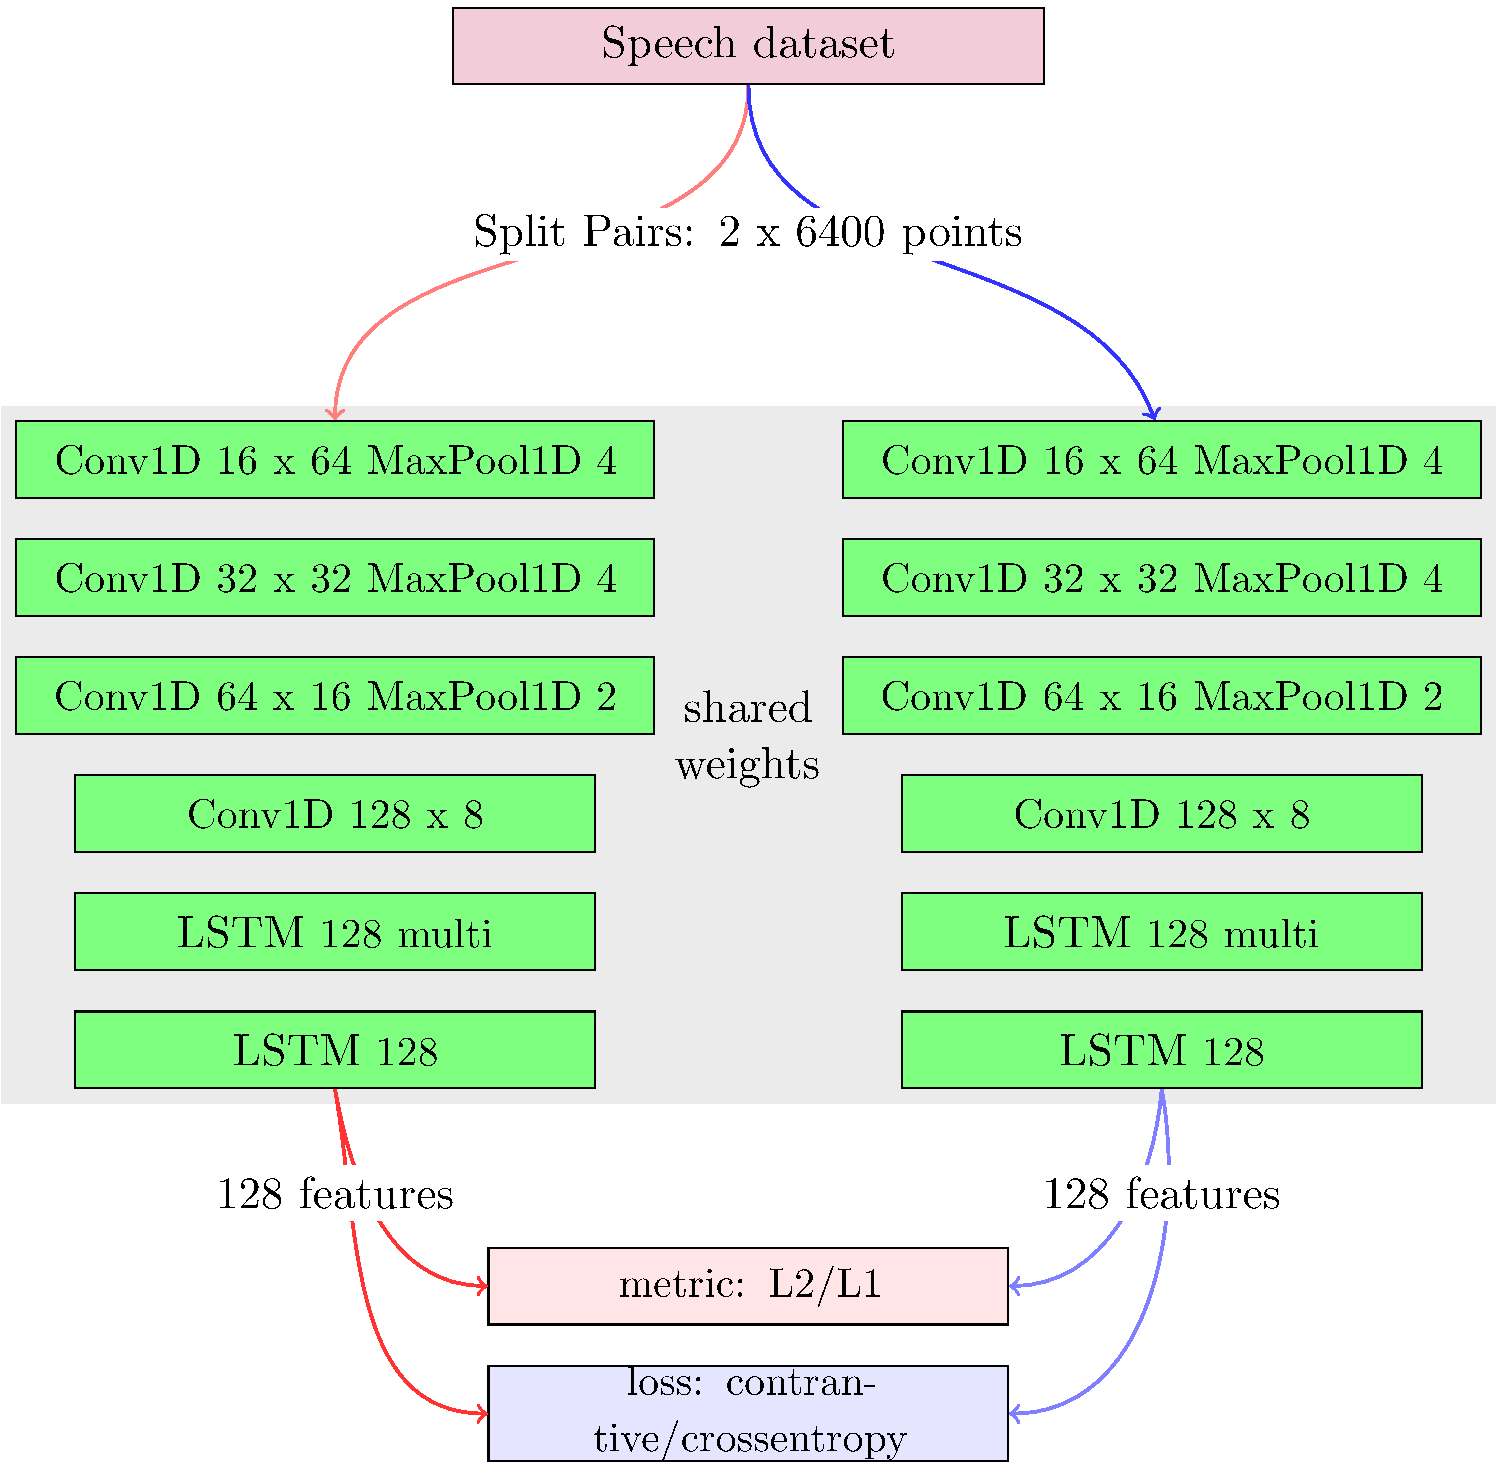 Speech dataset
Split Pairs: 2 x 6400 points
Conv1D 16 x 64 MaxPool1D 4
Conv1D 16 x 64 MaxPool1D 4
Conv1D 32 x 32 MaxPool1D 4
Conv1D 32 x 32 MaxPool1D 4
Conv1D 64 x 16 MaxPool1D 2
Conv1D 64 x 16 MaxPool1D 2
shared
weights
Conv1D 128 x 8
Conv1D 128 x 8
LSTM 128 multi
LSTM 128 multi
LSTM 128
LSTM 128
128 features
128 features
metric: L2/L1
loss: contran-
tive/crossentropy